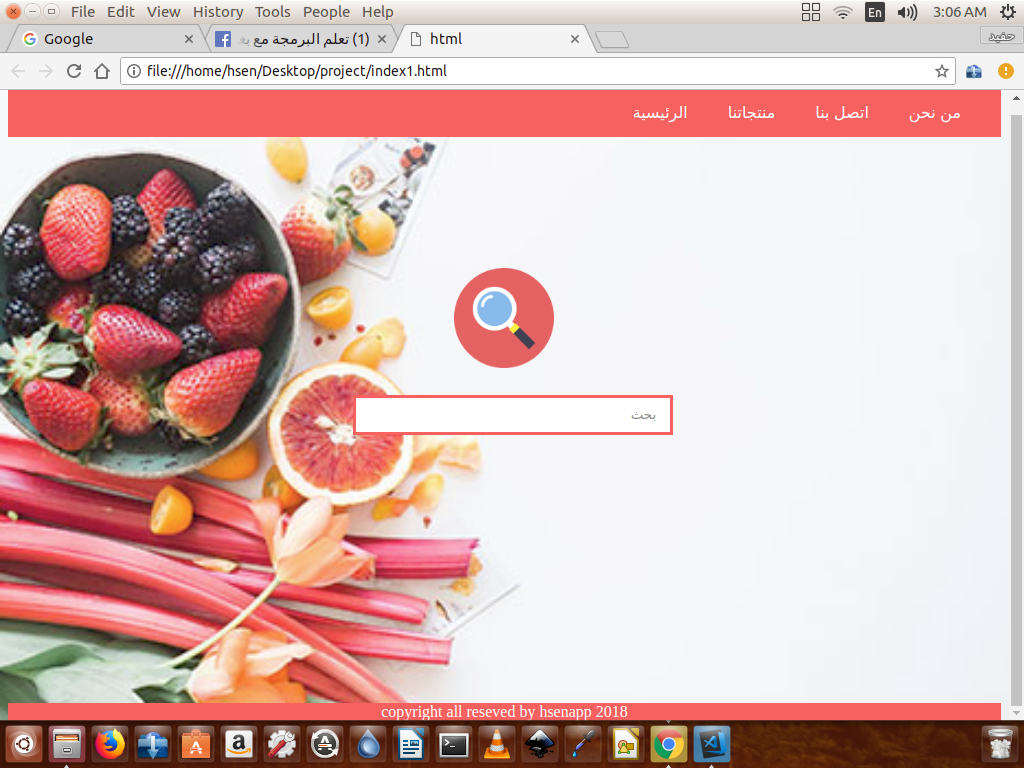 File Edit View History Tools People Help
En
3:06 AM
Google
(1) تعلم البرمجة مع
html
حفيد
file:///home/hsen/Desktop/project/index1.html
من نحن اتصل بنا منتجاتنا الرئيسية
بحث
copyright all reseved by hsenapp 2018